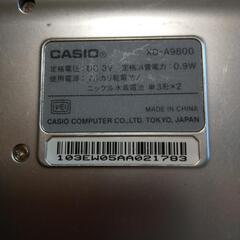 CASIO® XD-A9800
定格電圧：DC 3V 定格消費電力：0.9W
使用電源：アルカリ乾電池/
ニッケル水素電池 単3形×2
MADE IN CHINA
CASIO COMPUTER CO.,LTD. TOKYO, JAPAN
103EW05AA021783